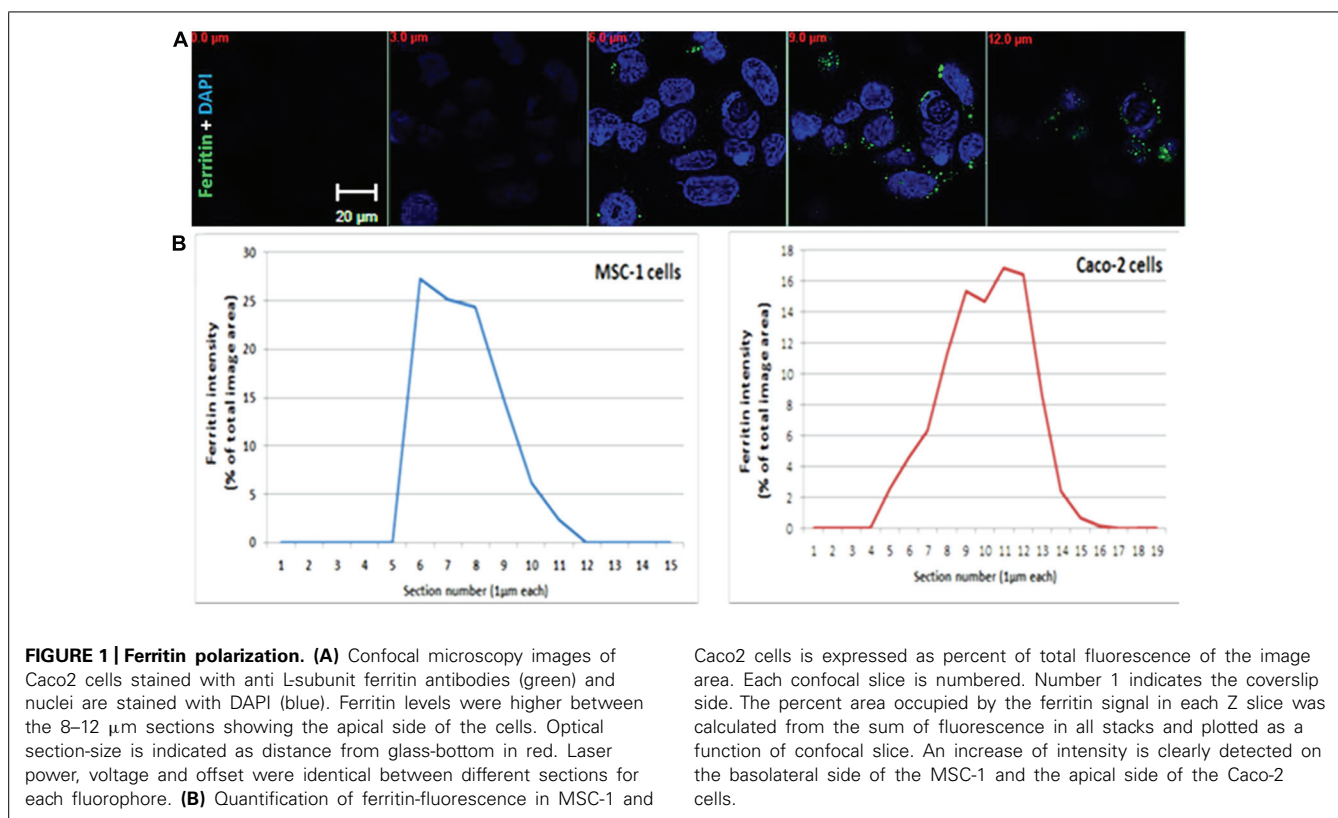 A
0.0 µm
3.0 µm
6.0 µm
9.0 µm
12.0 µm
Ferritin + DAPI
20 µm
B
MSC-1 cells
Ferritin intensity
(% of total image area)
30
25
20
15
10
5
0
1 2 3 4 5 6 7 8 9 10 11 12 13 14 15
Section number (1µm each)
Caco-2 cells
Ferritin intensity
(% of total image area)
18
16
14
12
10
8
6
4
2
0
1 2 3 4 5 6 7 8 9 10 11 12 13 14 15 16 17 18 19
Section number (1µm each)
FIGURE 1 | Ferritin polarization. (A) Confocal microscopy images of
Caco2 cells stained with anti L-subunit ferritin antibodies (green) and
nuclei are stained with DAPI (blue). Ferritin levels were higher between
the 8–12 µm sections showing the apical side of the cells. Optical
section-size is indicated as distance from glass-bottom in red. Laser
power, voltage and offset were identical between different sections for
each fluorophore. (B) Quantification of ferritin-fluorescence in MSC-1 and
Caco2 cells is expressed as percent of total fluorescence of the image
area. Each confocal slice is numbered. Number 1 indicates the coverslip
side. The percent area occupied by the ferritin signal in each Z slice was
calculated from the sum of fluorescence in all stacks and plotted as a
function of confocal slice. An increase of intensity is clearly detected on
the basolateral side of the MSC-1 and the apical side of the Caco-2
cells.